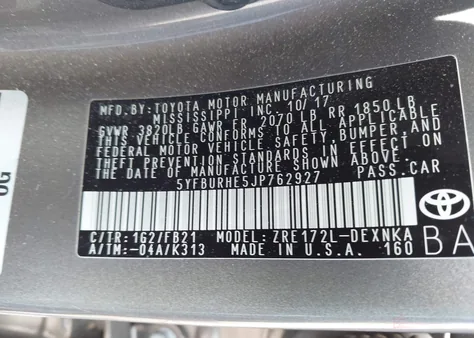 MFD.BY:TOYOTA MOTOR MANUFACTURING
MISSISSIPPI, INC. 10/17
GVWR 3820LB GAWR FR 2070 LB RR 1850 LB
THIS VEHICLE CONFORMS TO ALL APPLICABLE
FEDERAL MOTOR VEHICLE SAFETY AND
THEFT PREVENTION STANDARDS IN EFFECT ON
THE DATE OF MANUFACTURE SHOWN ABOVE.
5YFBURHE5JP762927 PASS.CAR
C/TR:1G2/FB21 MODEL:ZRE172L-DEXNKA
A/TM:-04A/K313 MADE IN U.S.A. 160
TOYOTA
BA
OG